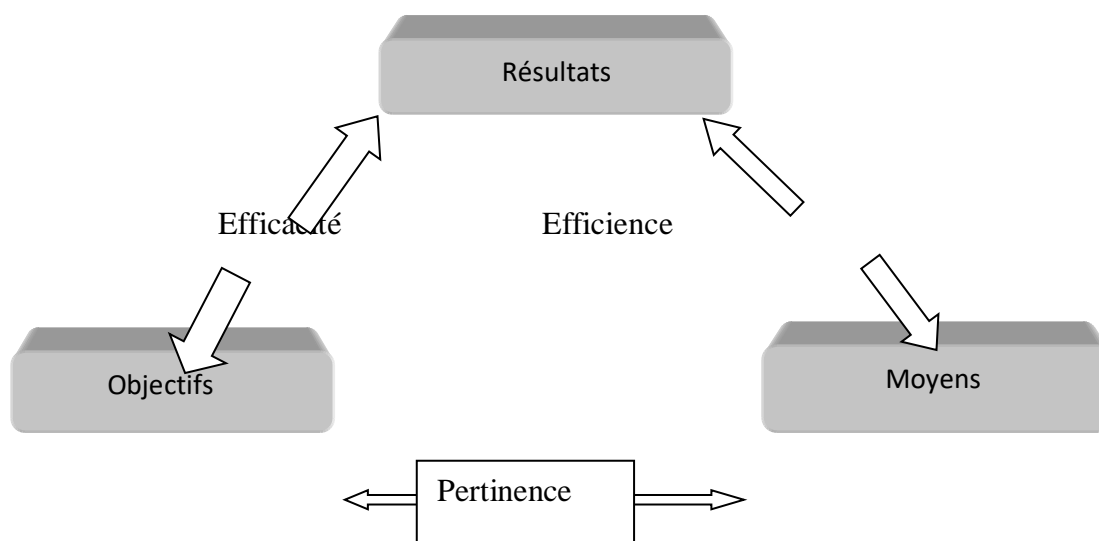 Résultats
Efficacité
Efficience
Objectifs
Moyens
Pertinence